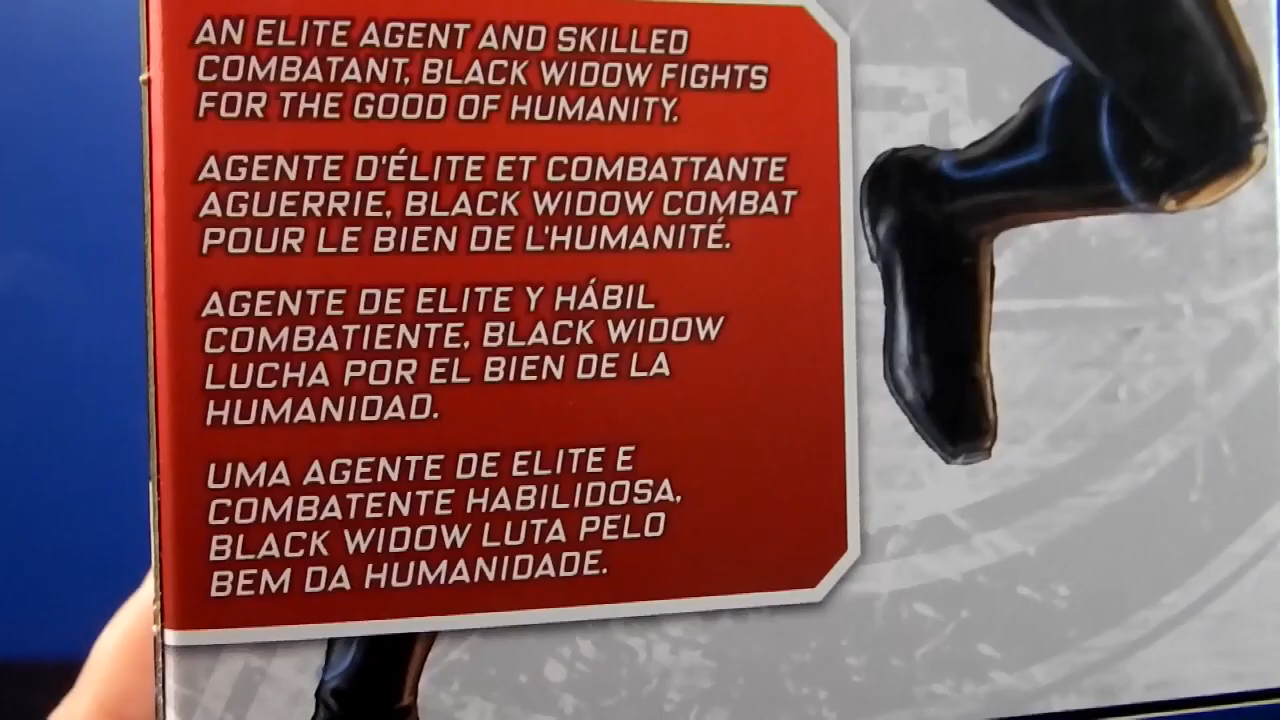 AN ELITE AGENT AND SKILLED
COMBATANT, BLACK WIDOW FIGHTS
FOR THE GOOD OF HUMANITY.
AGENTE D'ÉLITE ET COMBATTANTE
AGUERRIE, BLACK WIDOW COMBAT
POUR LE BIEN DE L'HUMANITÉ.
AGENTE DE ELITE Y HÁBIL
COMBATIENTE, BLACK WIDOW
LUCHA POR EL BIEN DE LA
HUMANIDAD.
UMA AGENTE DE ELITE E
COMBATENTE HABILIDOSA,
BLACK WIDOW LUTA PELO
BEM DA HUMANIDADE.